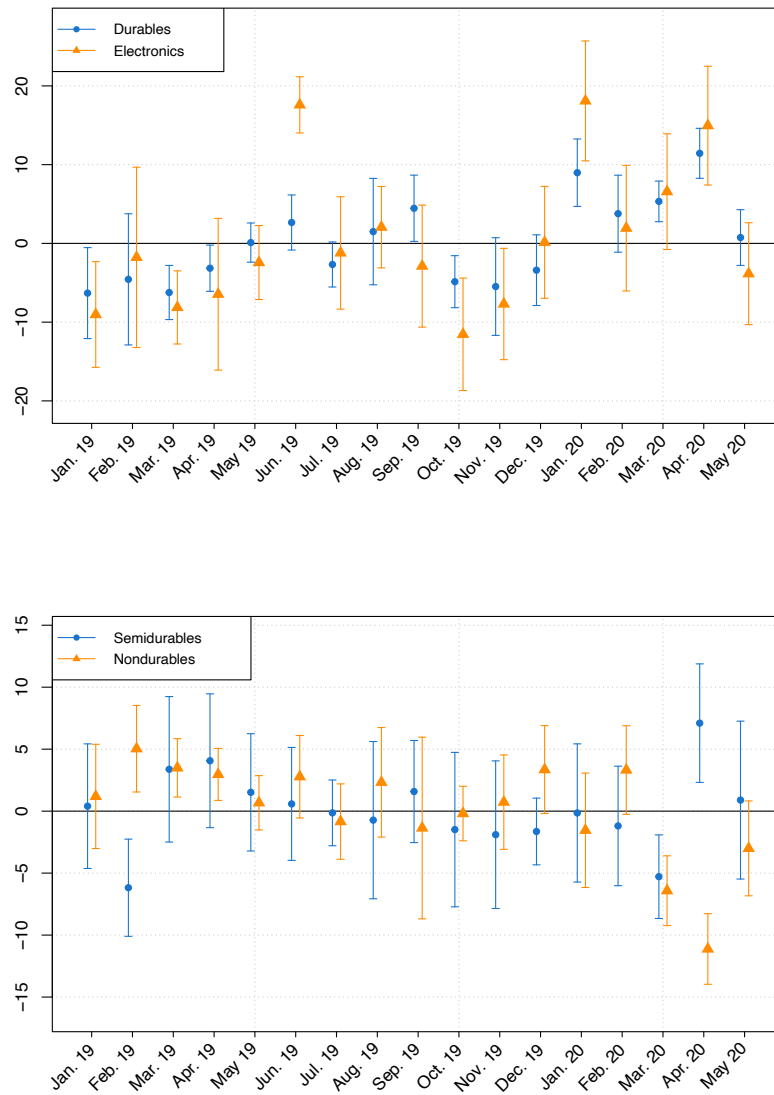 Durables
Electronics
20
10
0
−10
−20
Jan. 19 Feb. 19 Mar. 19 Apr. 19 May 19 Jun. 19 Jul. 19 Aug. 19 Sep. 19 Oct. 19 Nov. 19 Dec. 19 Jan. 20 Feb. 20 Mar. 20 Apr. 20 May 20
Semidurables
Nondurables
15
10
5
0
−5
−10
−15
Jan. 19 Feb. 19 Mar. 19 Apr. 19 May 19 Jun. 19 Jul. 19 Aug. 19 Sep. 19 Oct. 19 Nov. 19 Dec. 19 Jan. 20 Feb. 20 Mar. 20 Apr. 20 May 20